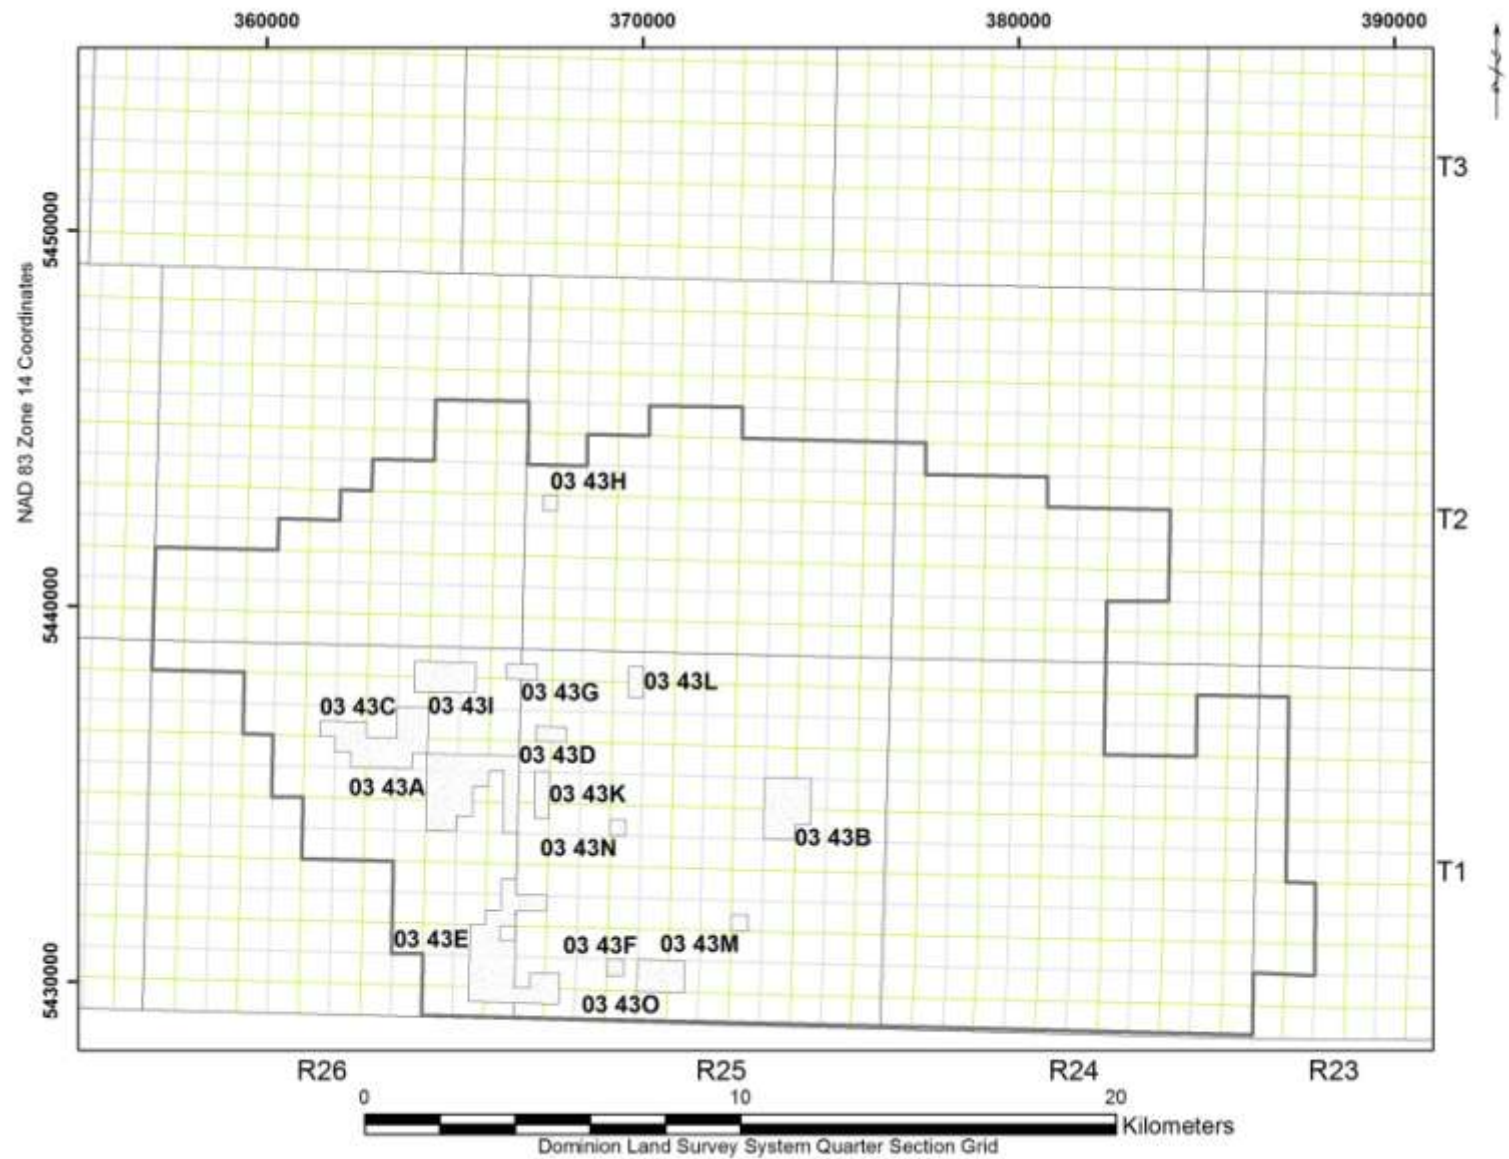 360000 370000 380000 390000
T3
5450000
NAD 83 Zone 14 Coordinates
03 43H
T2
5440000
03 43L
03 43G
03 43C 03 43I
03 43D
03 43A 03 43K
03 43B
03 43N
T1
03 43E 03 43F 03 43M
5430000
03 43O
R26 R25 R24 R23
0 10 20
Kilometers
Dominion Land Survey System Quarter Section Grid